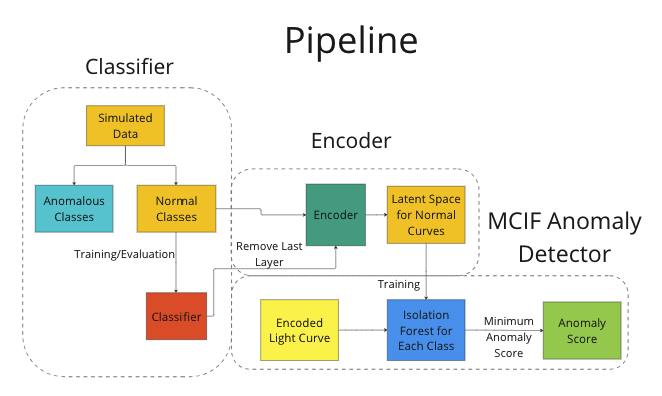 Pipeline
Classifier
Simulated
Data
Anomalous
Classes
Normal
Classes
Training/Evaluation
Classifier
Encoder
Encoder
Latent Space
for Normal
Curves
Remove Last
Layer
MCIF Anomaly
Detector
Training
Encoded
Light Curve
Isolation
Forest for
Each Class
Minimum
Anomaly
Score
Anomaly
Score